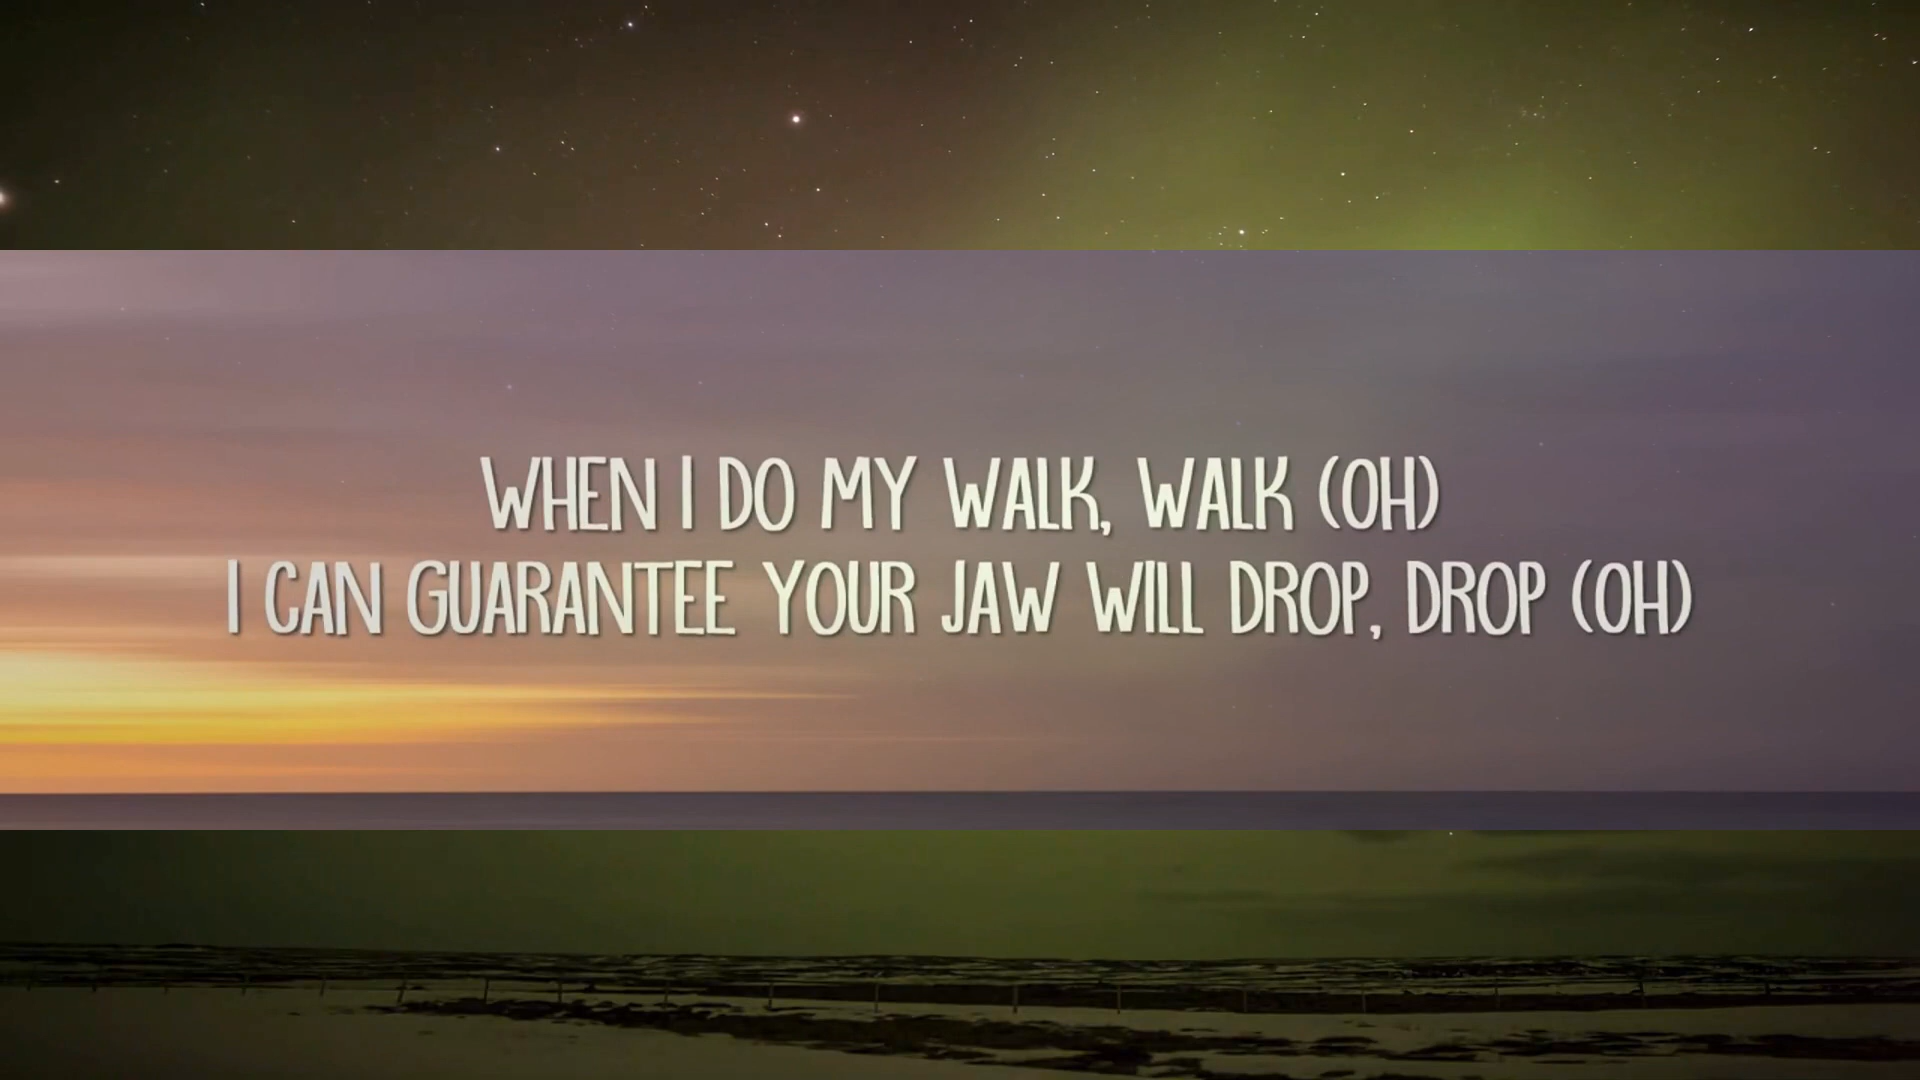 WHEN I DO MY WALK, WALK (OH)
I CAN GUARANTEE YOUR JAW WILL DROP, DROP (OH)